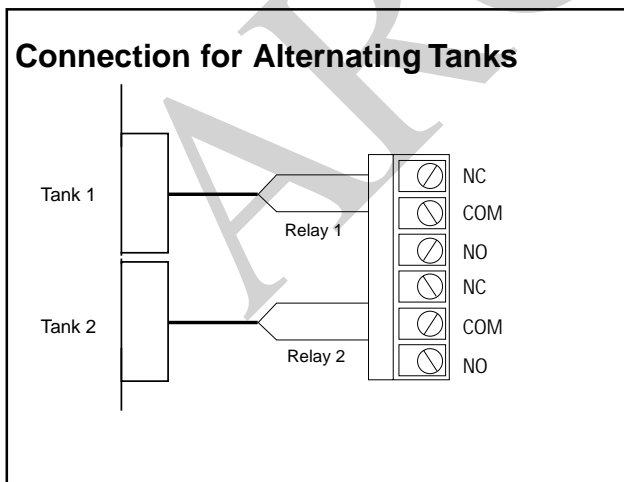 Connection for Alternating Tanks
Tank 1
Relay 1
NC
COM
NO
NC
Tank 2
COM
Relay 2
NO